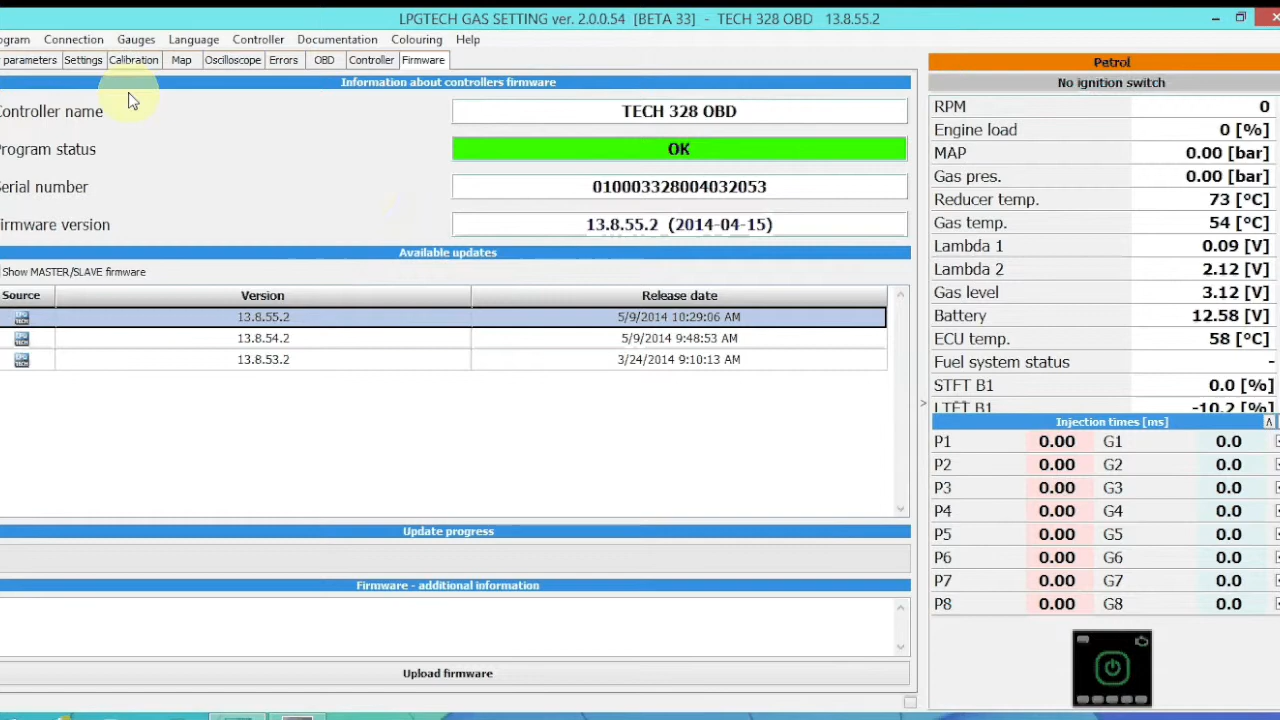 LPGTECH GAS SETTING ver. 2.0.0.54 [BETA 33] - TECH 328 OBD 13.8.55.2
ogram Connection Gauges Language Controller Documentation Colouring Help
parameters Settings Calibration Map Oscilloscope Errors OBD Controller Firmware
Information about controllers firmware
Controller name TECH 328 OBD
Program status OK
Serial number 010003328004032053
irmware version 13.8.55.2 (2014-04-15)
Available updates
Show MASTER/SLAVE firmware
Source Version Release date
13.8.55.2 5/9/2014 10:29:06 AM
13.8.54.2 5/9/2014 9:48:53 AM
13.8.53.2 3/24/2014 9:10:13 AM
Update progress
Firmware - additional information
Upload firmware
Petrol
No ignition switch
RPM 0
Engine load 0 [%]
MAP 0.00 [bar]
Gas pres. 0.00 [bar]
Reducer temp. 73 [ºC]
Gas temp. 54 [ºC]
Lambda 1 0.09 [V]
Lambda 2 2.12 [V]
Gas level 3.12 [V]
Battery 12.58 [V]
ECU temp. 58 [ºC]
Fuel system status -
STFT B1 0.0 [%]
LTFT B1 -10.2 [%]
Injection times [ms]
P1 0.00 G1 0.0
P2 0.00 G2 0.0
P3 0.00 G3 0.0
P4 0.00 G4 0.0
P5 0.00 G5 0.0
P6 0.00 G6 0.0
P7 0.00 G7 0.0
P8 0.00 G8 0.0